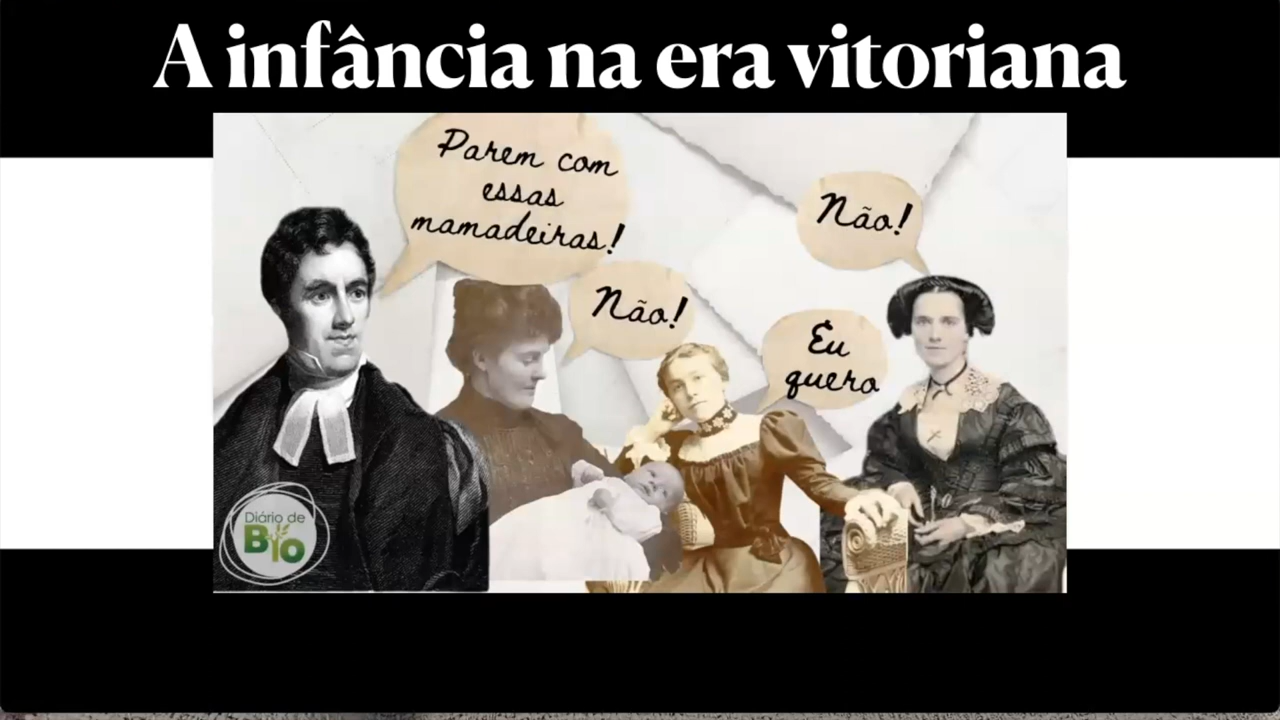 A infância na era vitoriana
Parem com
essas
mamadeiras!
Não!
Não!
Eu
quero
Diário de
BIO